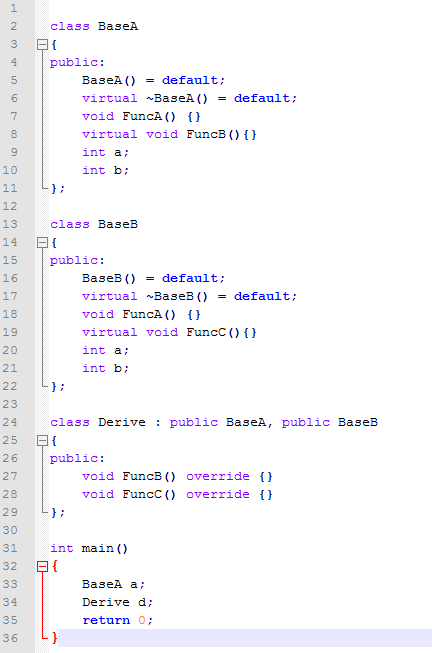 1
2 class BaseA
3 {
4 public:
5     BaseA() = default;
6     virtual ~BaseA() = default;
7     void FuncA() {}
8     virtual void FuncB(){}
9     int a;
10     int b;
11 };
12
13 class BaseB
14 {
15 public:
16     BaseB() = default;
17     virtual ~BaseB() = default;
18     void FuncA() {}
19     virtual void FuncC(){}
20     int a;
21     int b;
22 };
23
24 class Derive : public BaseA, public BaseB
25 {
26 public:
27     void FuncB() override {}
28     void FuncC() override {}
29 };
30
31 int main()
32 {
33     BaseA a;
34     Derive d;
35     return 0;
36 }